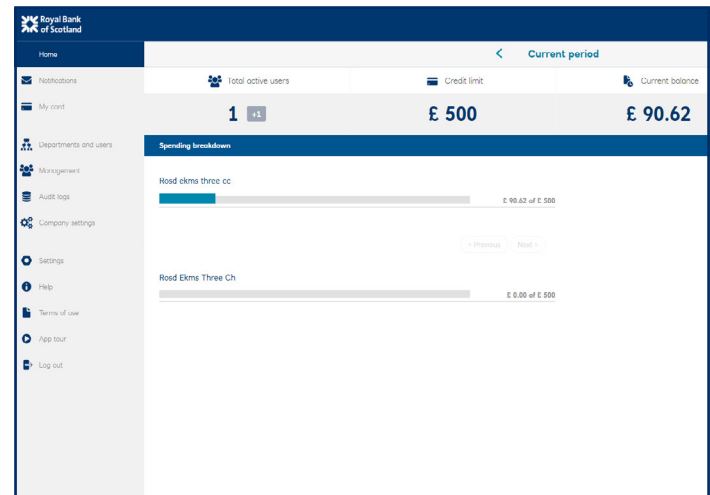 Royal Bank
of Scotland
Home
Current period
Notifications
My card
Departments and users
Management
Audit logs
Company settings
Settings
Help
Terms of use
App tour
Log out
Total active users
Credit limit
Current balance
1 +1
£ 500
£ 90.62
Spending breakdown
Rosd ekms three cc
£ 90.62 of £ 500
< Previous Next >
Rosd Ekms Three Ch
£ 0.00 of £ 500